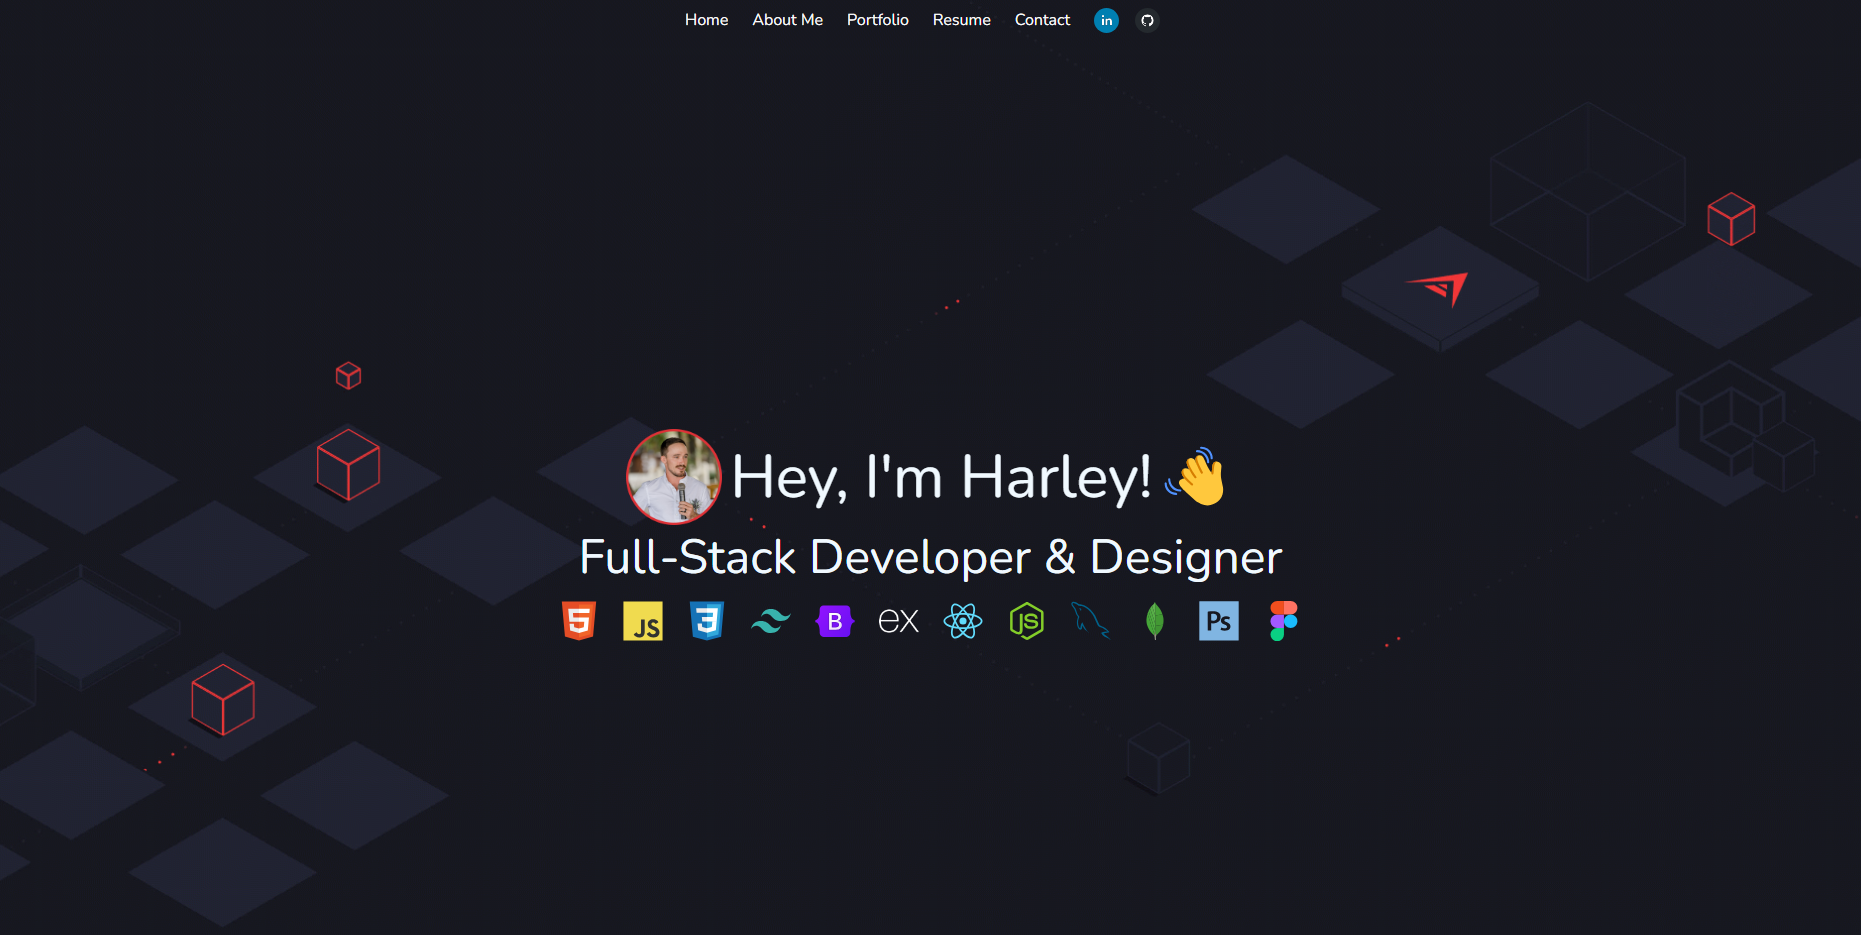 Home About Me Portfolio Resume Contact in
Hey, I'm Harley!
Full-Stack Developer & Designer
5 JS 3 B ex JS Ps